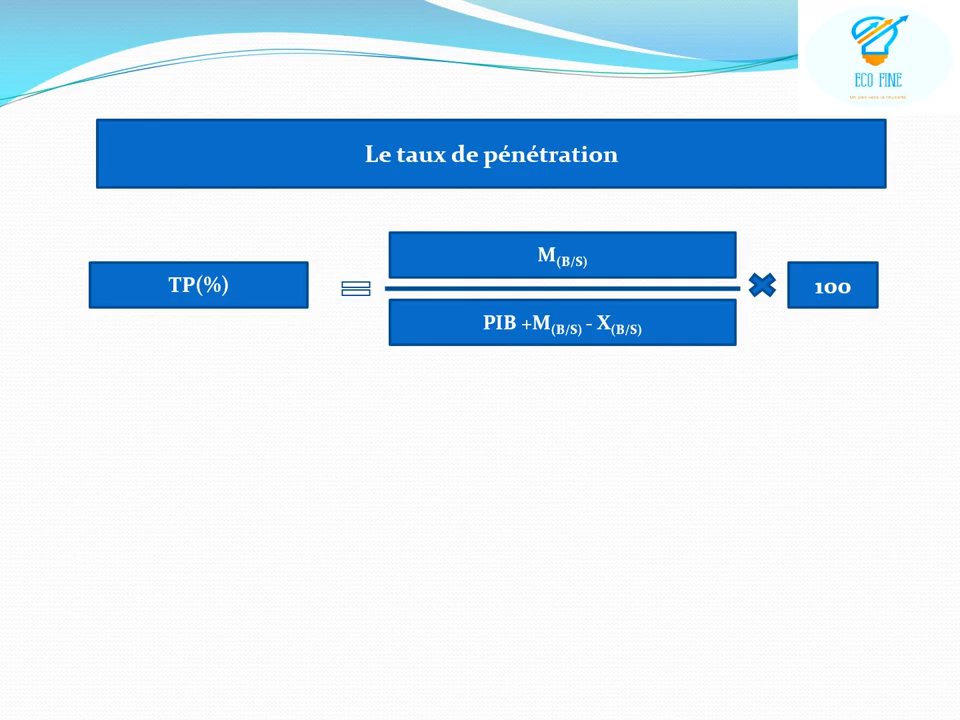 ECO FINE
Le taux de pénétration
M(B/S)
TP(%)
100
PIB +M(B/S) - X(B/S)